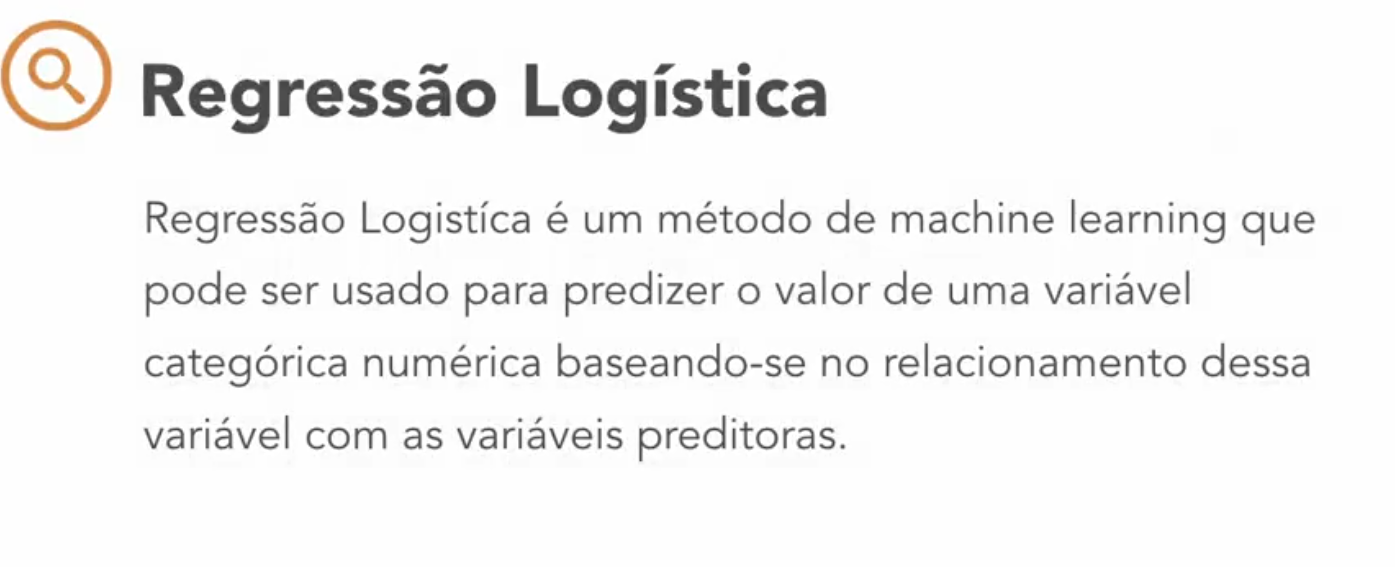 Regressão Logística
Regressão Logistíca é um método de machine learning que
pode ser usado para predizer o valor de uma variável
categórica numérica baseando-se no relacionamento dessa
variável com as variáveis preditoras.